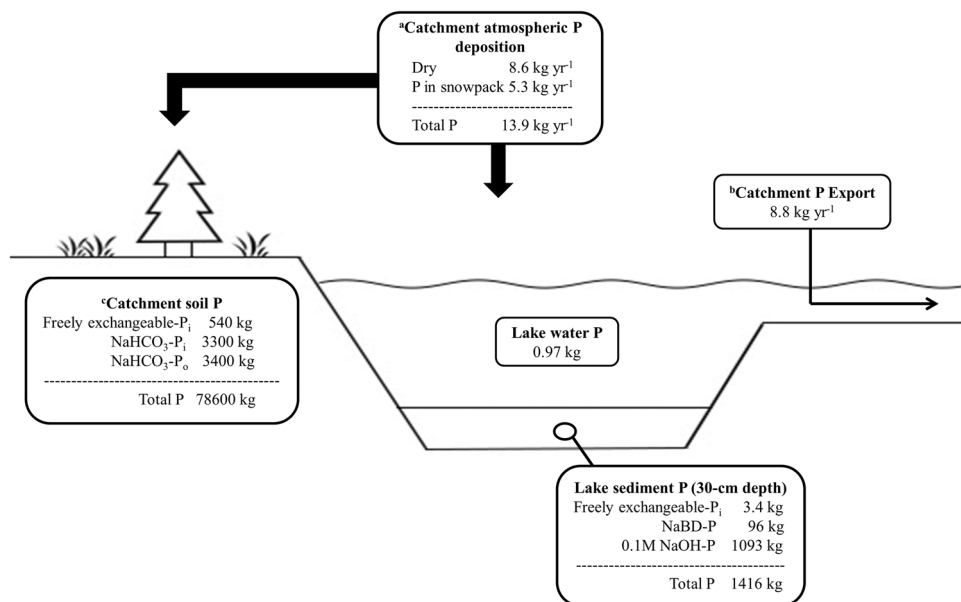 ᵃCatchment atmospheric P
deposition
Dry 8.6 kg yr⁻¹
P in snowpack 5.3 kg yr⁻¹
-------------------------------
Total P 13.9 kg yr⁻¹
ᵇCatchment P Export
8.8 kg yr⁻¹
ᶜCatchment soil P
Freely exchangeable-Pᵢ 540 kg
NaHCO₃-Pᵢ 3300 kg
NaHCO₃-Pₒ 3400 kg
---------------------------------------------
Total P 78600 kg
Lake water P
0.97 kg
Lake sediment P (30-cm depth)
Freely exchangeable-Pᵢ 3.4 kg
NaBD-P 96 kg
0.1M NaOH-P 1093 kg
----------------------------------------
Total P 1416 kg